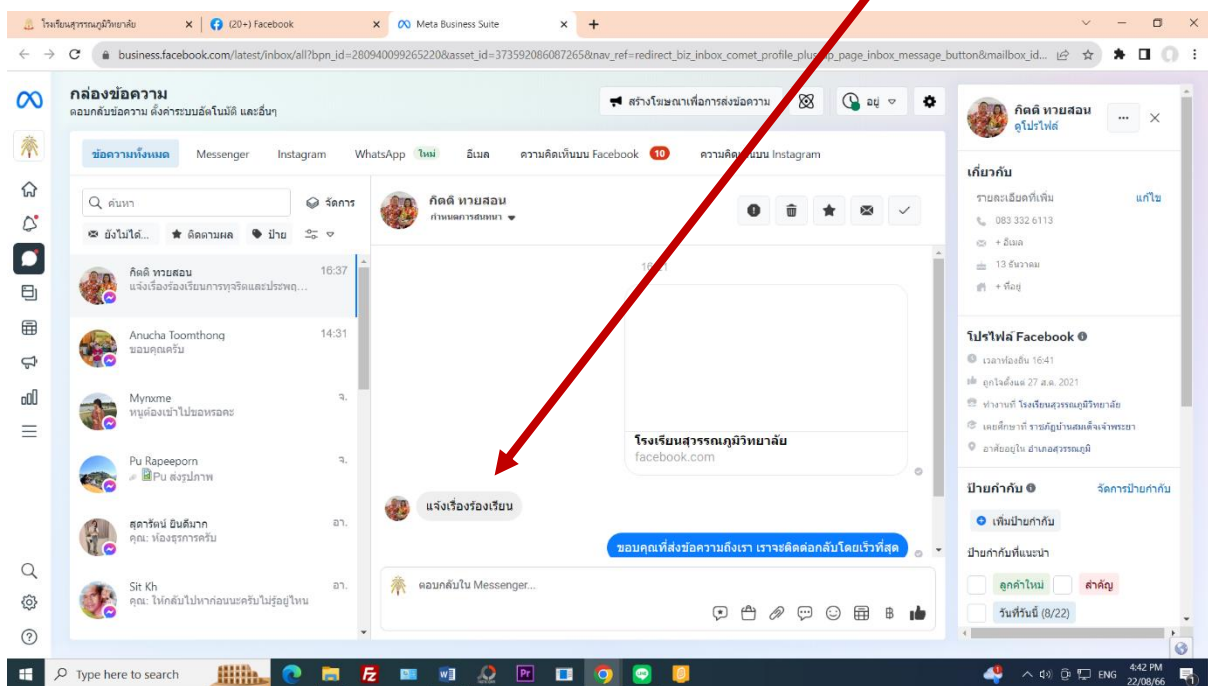 โรงเรียนสุวรรณภูมิวิทยาลัย
(20+) Facebook
Meta Business Suite
business.facebook.com/latest/inbox/all?bpn_id=280940099265220&asset_id=373592086087265&nav_ref=redirect_biz_inbox_comet_profile_plus_ap_page_inbox_message_button&mailbox_id...
กล่องข้อความ
ตอบกลับข้อความ ตั้งค่าระบบอัตโนมัติ และอื่นๆ
สร้างโฆษณาเพื่อการส่งข้อความ
อยู่
ข้อความทั้งหมด Messenger Instagram WhatsApp ใหม่ อีเมล ความคิดเห็นบน Facebook 10 ความคิดเห็นบน Instagram
ค้นหา
จัดการ
ยังไม่ได้... ติดตามผล ป้าย
กิตติ ทวยสอน 16:37
แจ้งเรื่องร้องเรียนการทุจริตและประพฤ...
Anucha Toomthong 14:31
ขอบคุณครับ
Mynxme จ.
หนูต้องเข้าไปขอหรอคะ
Pu Rapeeporn จ.
Pu ส่งรูปภาพ
สุดารัตน์ ยินดีมาก อา.
คุณ: ห้องธุรการครับ
Sit Kh อา.
คุณ: ให้กลับไปหาก่อนนะครับไม่รู้อยู่ไหน
กิตติ ทวยสอน
กำหนดการสนทนา
โรงเรียนสุวรรณภูมิวิทยาลัย
facebook.com
แจ้งเรื่องร้องเรียน
ขอบคุณที่ส่งข้อความถึงเรา เราจะติดต่อกลับโดยเร็วที่สุด
ตอบกลับใน Messenger...
กิตติ ทวยสอน
ดูโปรไฟล์
เกี่ยวกับ
รายละเอียดที่เพิ่ม แก้ไข
083 332 6113
+ อีเมล
13 ธันวาคม
+ ที่อยู่
โปรไฟล์ Facebook
เวลาท้องถิ่น 16:41
ถูกใจตั้งแต่ 27 ส.ค. 2021
ทำงานที่ โรงเรียนสุวรรณภูมิวิทยาลัย
เคยศึกษาที่ ราชภัฏบ้านสมเด็จเจ้าพระยา
อาศัยอยู่ใน อำเภอสุวรรณภูมิ
ป้ายกำกับ จัดการป้ายกำกับ
เพิ่มป้ายกำกับ
ป้ายกำกับที่แนะนำ
ลูกค้าใหม่ สำคัญ
วันที่วันนี้ (8/22)
Type here to search
ENG
4:42 PM
22/08/66